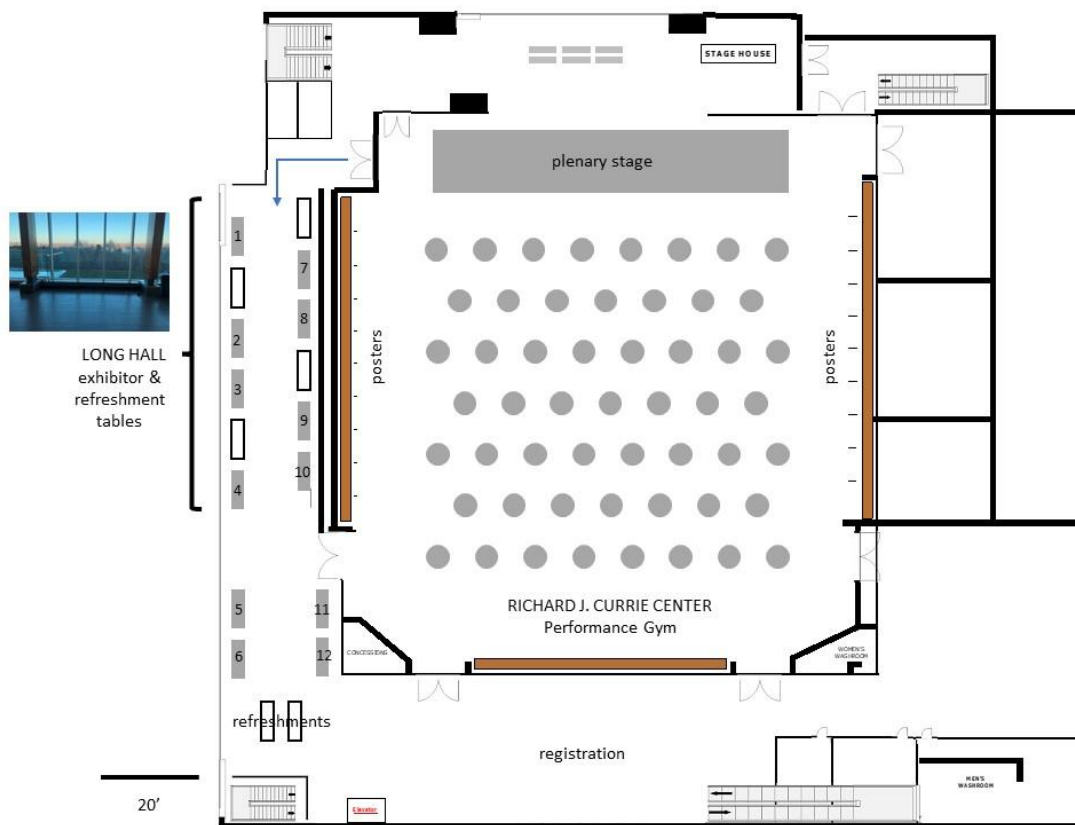 STAGE HOUSE
plenary stage
1
7
2
8
3
9
4
10
LONG HALL
exhibitor &
refreshment
tables
posters
posters
RICHARD J. CURRIE CENTER
Performance Gym
5
11
6
12
CONCESSIONS
WOMEN'S
WASHROOM
refreshments
registration
20’
Elevator
MEN'S
WASHROOM